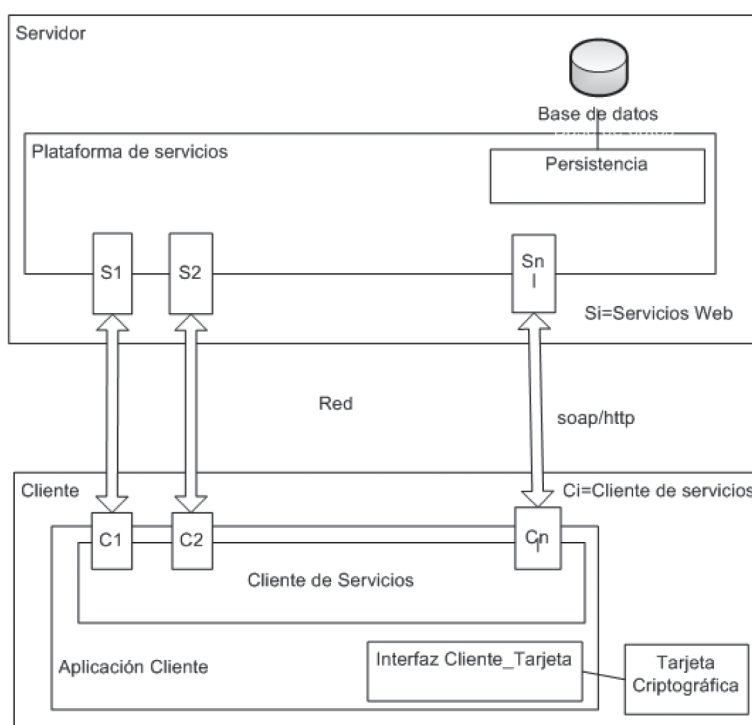 Servidor
Base de datos
Plataforma de servicios
Persistencia
S1
S2
Sn
Si=Servicios Web
Red
soap/http
Cliente
Ci=Cliente de servicios
C1
C2
Cn
Cliente de Servicios
Interfaz Cliente_Tarjeta
Aplicación Cliente
Tarjeta
Criptográfica